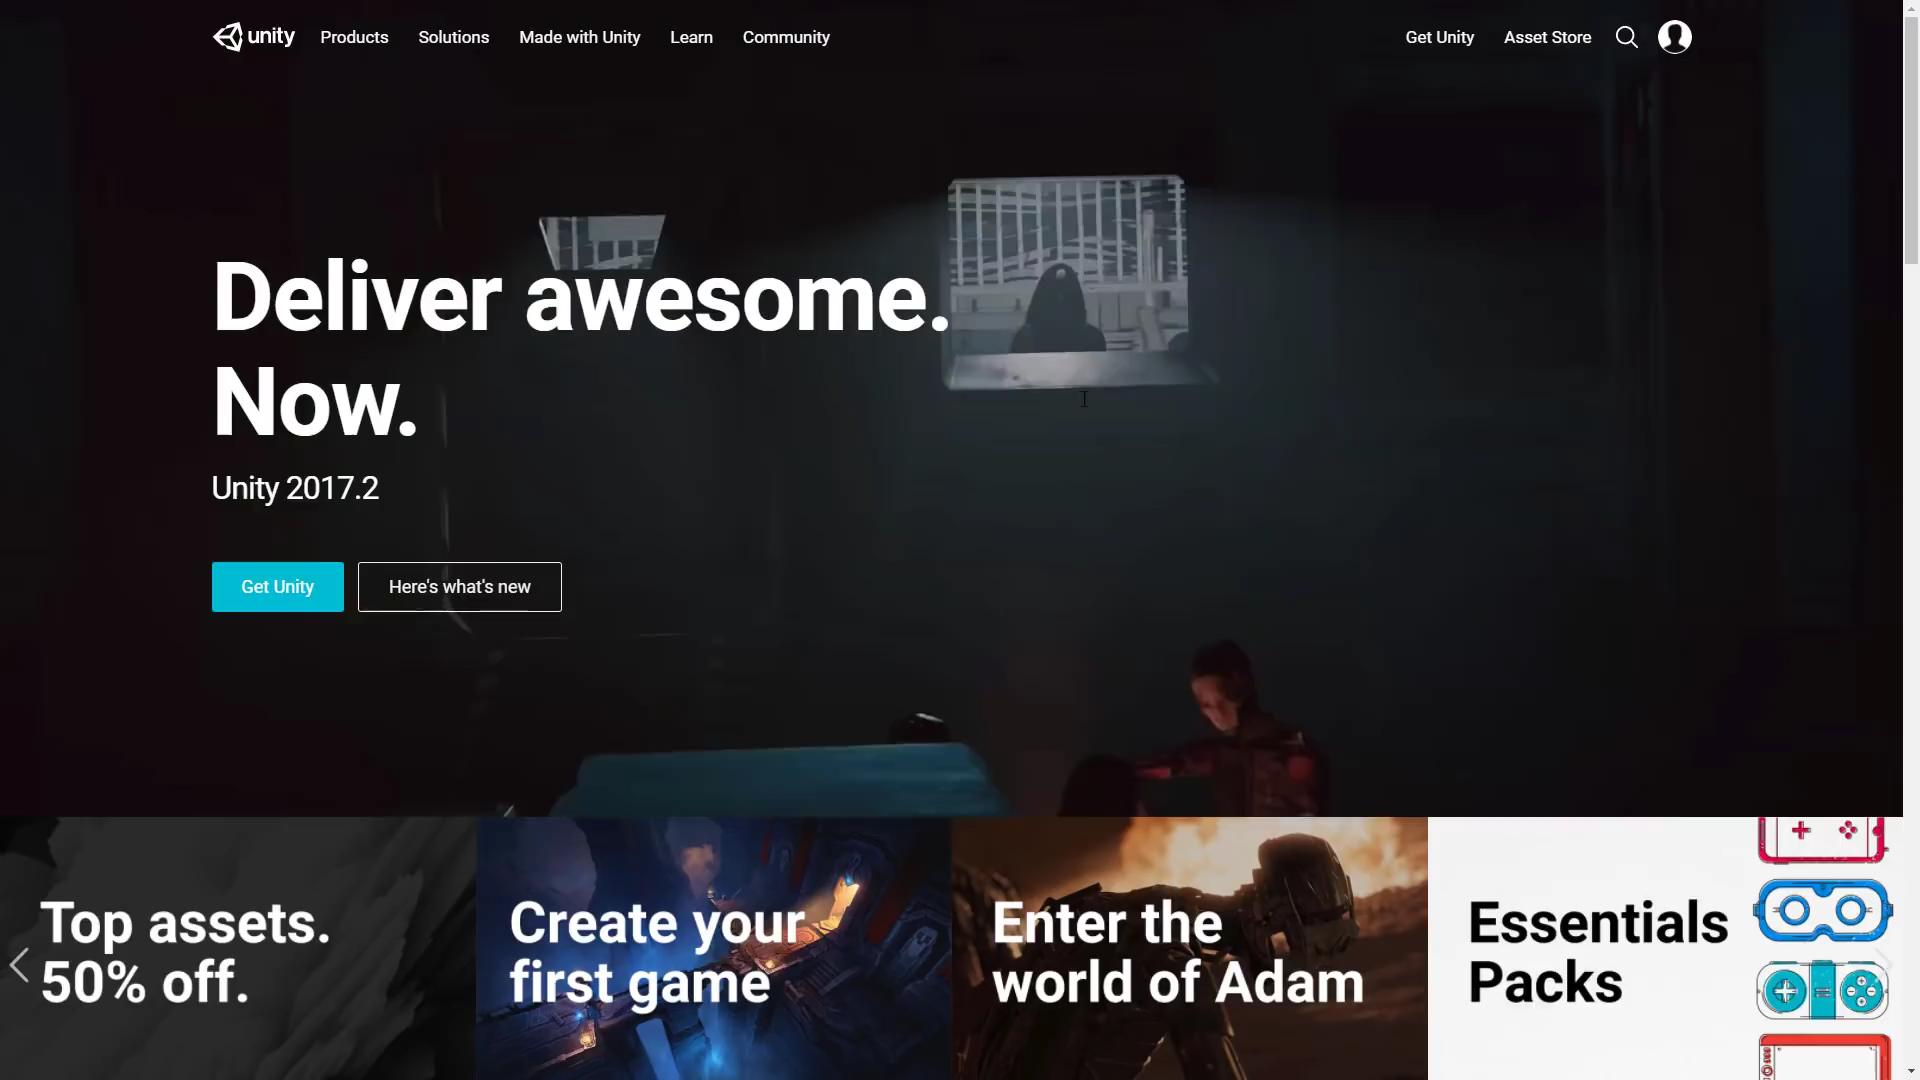 unity
Products
Solutions
Made with Unity
Learn
Community
Get Unity
Asset Store
Deliver awesome.
Now.
Unity 2017.2
Get Unity
Here's what's new
Top assets.
50% off.
Create your
first game
Enter the
world of Adam
Essentials
Packs